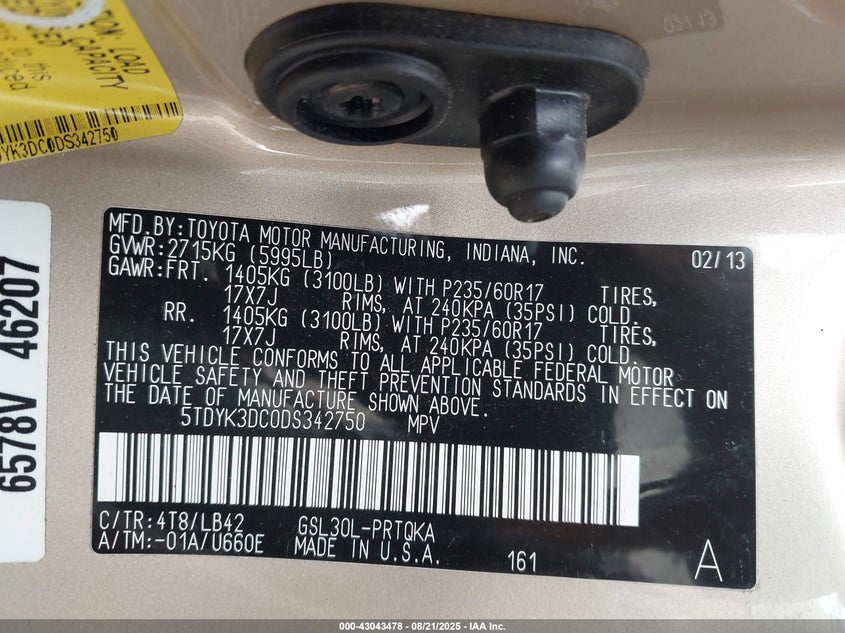 TION: LOAD
CAPACITY
5YK3DC0DS342750
6578V 46207
MFD.BY:TOYOTA MOTOR MANUFACTURING, INDIANA, INC. 02/13
GVWR:2715KG (5995LB)
GAWR:FRT. 1405KG (3100LB) WITH P235/60R17 TIRES,
17X7J RIMS, AT 240KPA (35PSI) COLD.
RR. 1405KG (3100LB) WITH P235/60R17 TIRES,
17X7J RIMS, AT 240KPA (35PSI) COLD.
THIS VEHICLE CONFORMS TO ALL APPLICABLE FEDERAL MOTOR
VEHICLE SAFETY AND THEFT PREVENTION STANDARDS IN EFFECT ON
THE DATE OF MANUFACTURE SHOWN ABOVE.
5TDYK3DC0DS342750 MPV
C/TR:4T8/LB42 GSL30L-PRTQKA
A/TM:-01A/U660E MADE IN U.S.A. 161 A
000-43043478 - 08/21/2025 - IAA Inc.